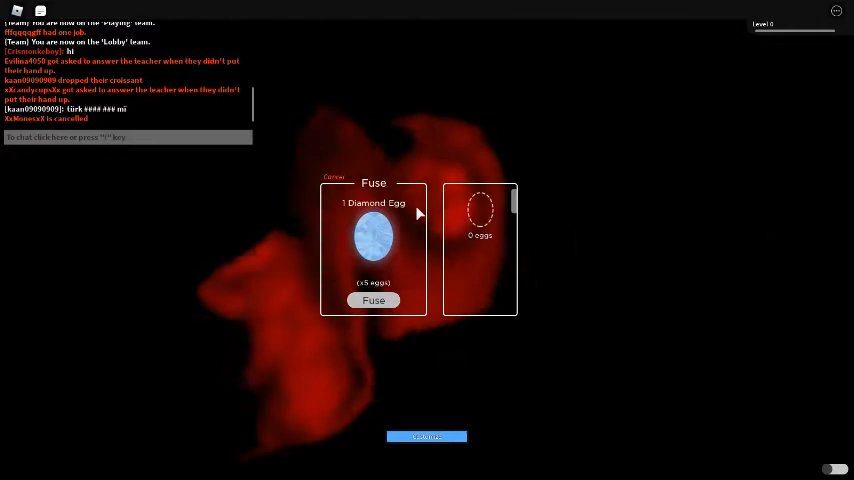 [Team] You are now on the 'Playing' team.
fffqqqqgff had one job.
[Team] You are now on the 'Lobby' team.
[Crismonkeboy]: hi
Evilina4050 got asked to answer the teacher when they didn't put
their hand up.
kaan09090909 dropped their croissant
xXcandycupsXx got asked to answer the teacher when they didn't
put their hand up.
[kaan09090909]: türk #### ### mï
XxMonesxX is cancelled
To chat click here or press "/" key
Level 0
Cancel
Fuse
1 Diamond Egg
(x5 eggs)
Fuse
0 eggs
Customize